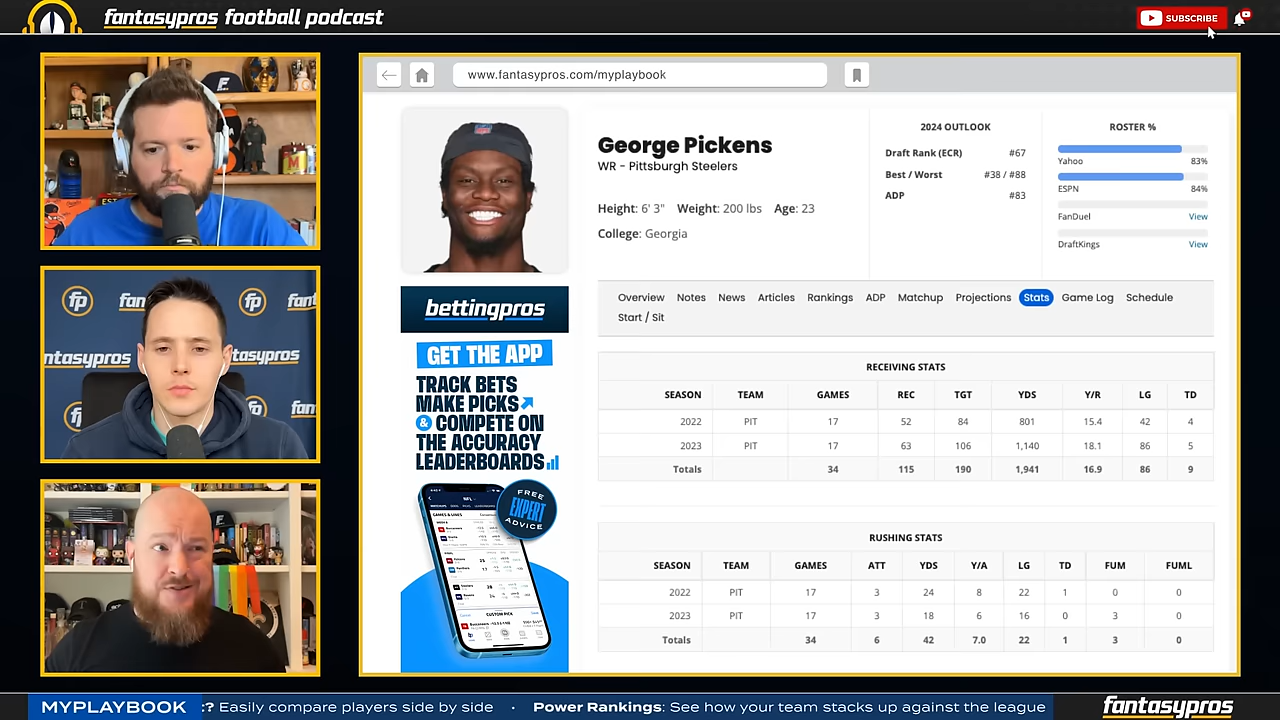 fantasypros football podcast
SUBSCRIBE
www.fantasypros.com/myplaybook
George Pickens
WR - Pittsburgh Steelers
Height: 6' 3" Weight: 200 lbs Age: 23
College: Georgia
2024 OUTLOOK
Draft Rank (ECR) #67
Best / Worst #38 / #88
ADP #83
ROSTER %
Yahoo 83%
ESPN 84%
FanDuel View
DraftKings View
Overview Notes News Articles Rankings ADP Matchup Projections Stats Game Log Schedule
Start / Sit
RECEIVING STATS
SEASON TEAM GAMES REC TGT YDS Y/R LG TD
2022 PIT 17 52 84 801 15.4 42 4
2023 PIT 17 63 106 1,140 18.1 86 5
Totals 34 115 190 1,941 16.9 86 9
RUSHING STATS
SEASON TEAM GAMES ATT YDS Y/A LG TD FUM FUML
2022 PIT 17 3 24 8 22 1 0 0
2023 PIT 17 3 18 6 16 0 3 0
Totals 34 6 42 7.0 22 1 3 0
bettingpros
GET THE APP
TRACK BETS
MAKE PICKS
& COMPETE ON
THE ACCURACY
LEADERBOARDS
FREE
EXPERT
ADVICE
CUSTOM PICK
fp
fp
ntasypros
ntasypros
fp
MYPLAYBOOK
? Easily compare players side by side · Power Rankings: See how your team stacks up against the league
fantasypros